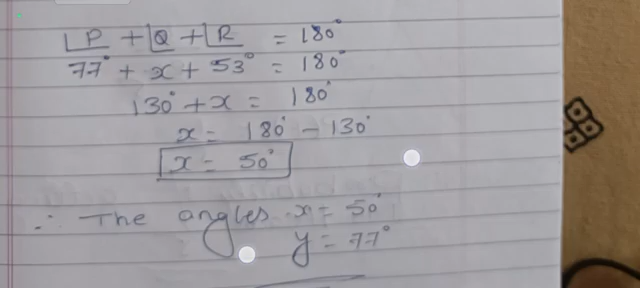 ∠P + ∠Q + ∠R = 180°
77° + x + 53° = 180°
130° + x = 180°
x = 180° - 130°
x = 50°
∴ The angles x = 50°
y = 77°